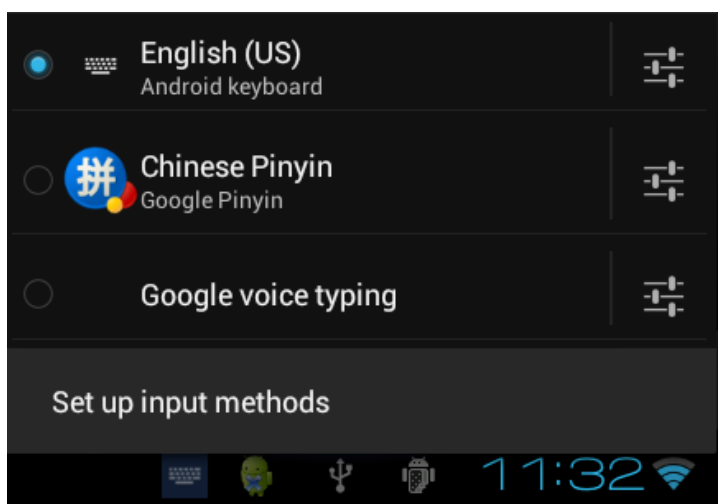 English (US)
Android keyboard
拼
Chinese Pinyin
Google Pinyin
Google voice typing
Set up input methods
11:32